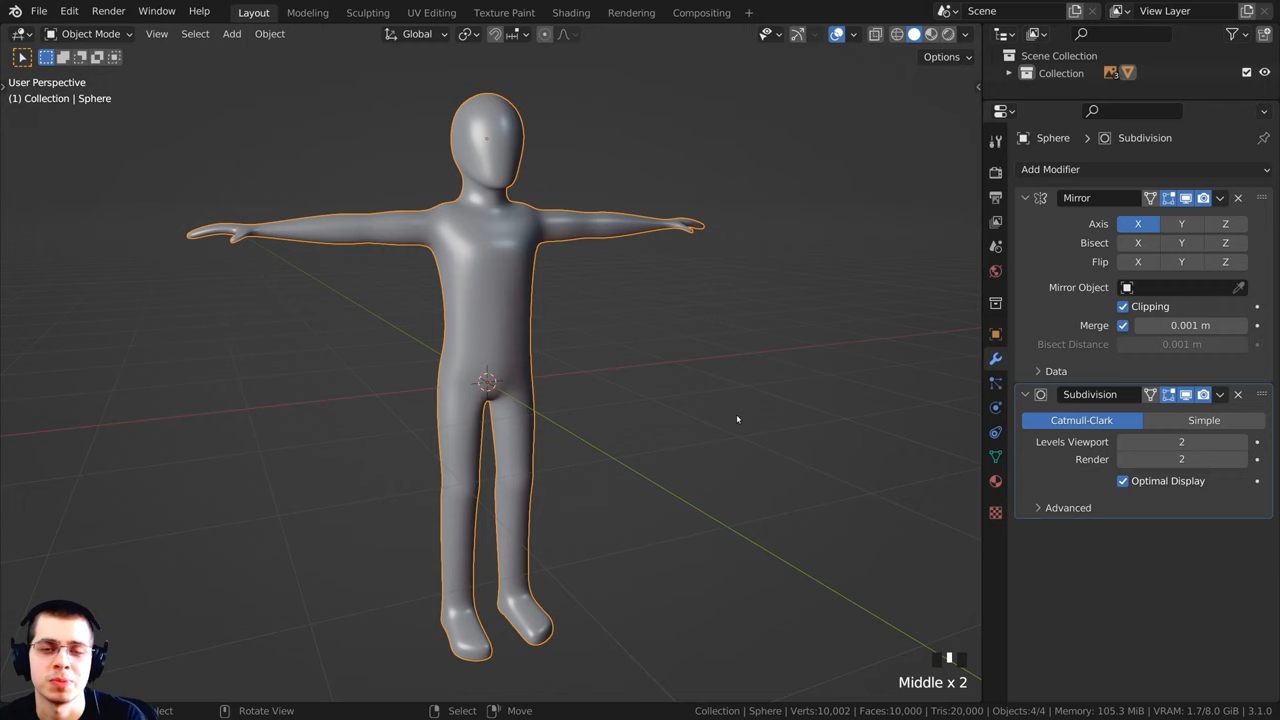 File Edit Render Window Help Layout Modeling Sculpting UV Editing Texture Paint Shading Rendering Compositing Scene View Layer
Object Mode View Select Add Object Global
Options
User Perspective
(1) Collection | Sphere
Scene Collection
Collection 3
Sphere > Subdivision
Add Modifier
Mirror
Axis X Y Z
Bisect X Y Z
Flip X Y Z
Mirror Object
Clipping
Merge 0.001 m
Bisect Distance 0.001 m
Data
Subdivision
Catmull-Clark Simple
Levels Viewport 2
Render 2
Optimal Display
Advanced
Middle x 2
Rotate View Select Move Collection | Sphere | Verts:10,002 | Faces:10,000 | Tris:20,000 | Objects:4/4 | Memory: 105.3 MiB | VRAM: 1.7/8.0 GiB | 3.1.0